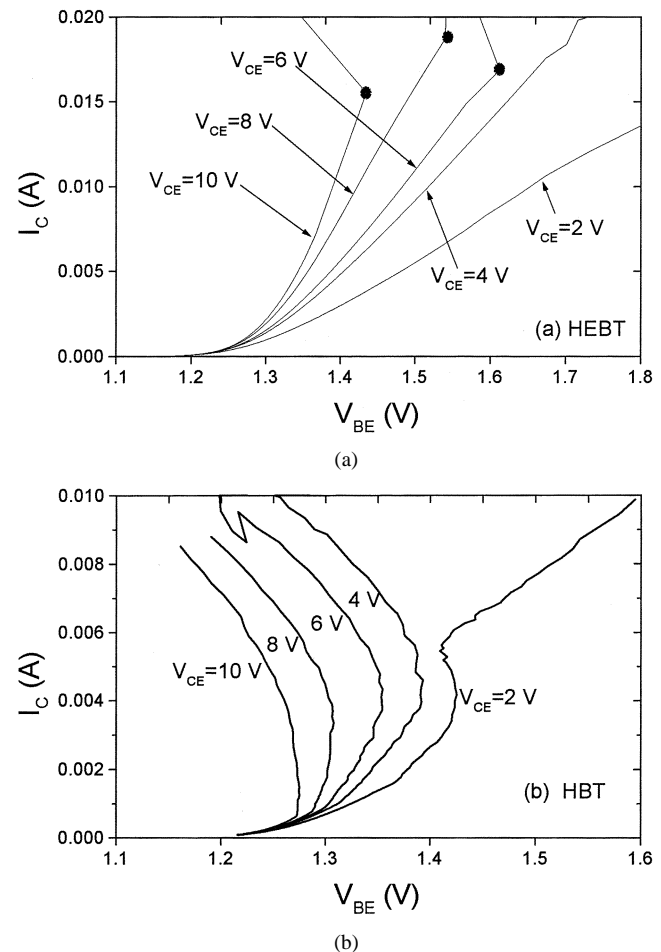 0.020
0.015
0.010
0.005
0.000
I_C (A)
V_CE=6 V
V_CE=8 V
V_CE=10 V
V_CE=2 V
V_CE=4 V
(a) HEBT
1.1 1.2 1.3 1.4 1.5 1.6 1.7 1.8
V_BE (V)
(a)
0.010
0.008
0.006
0.004
0.002
0.000
I_C (A)
4 V
6 V
8 V
V_CE=10 V
V_CE=2 V
(b) HBT
1.1 1.2 1.3 1.4 1.5 1.6
V_BE (V)
(b)